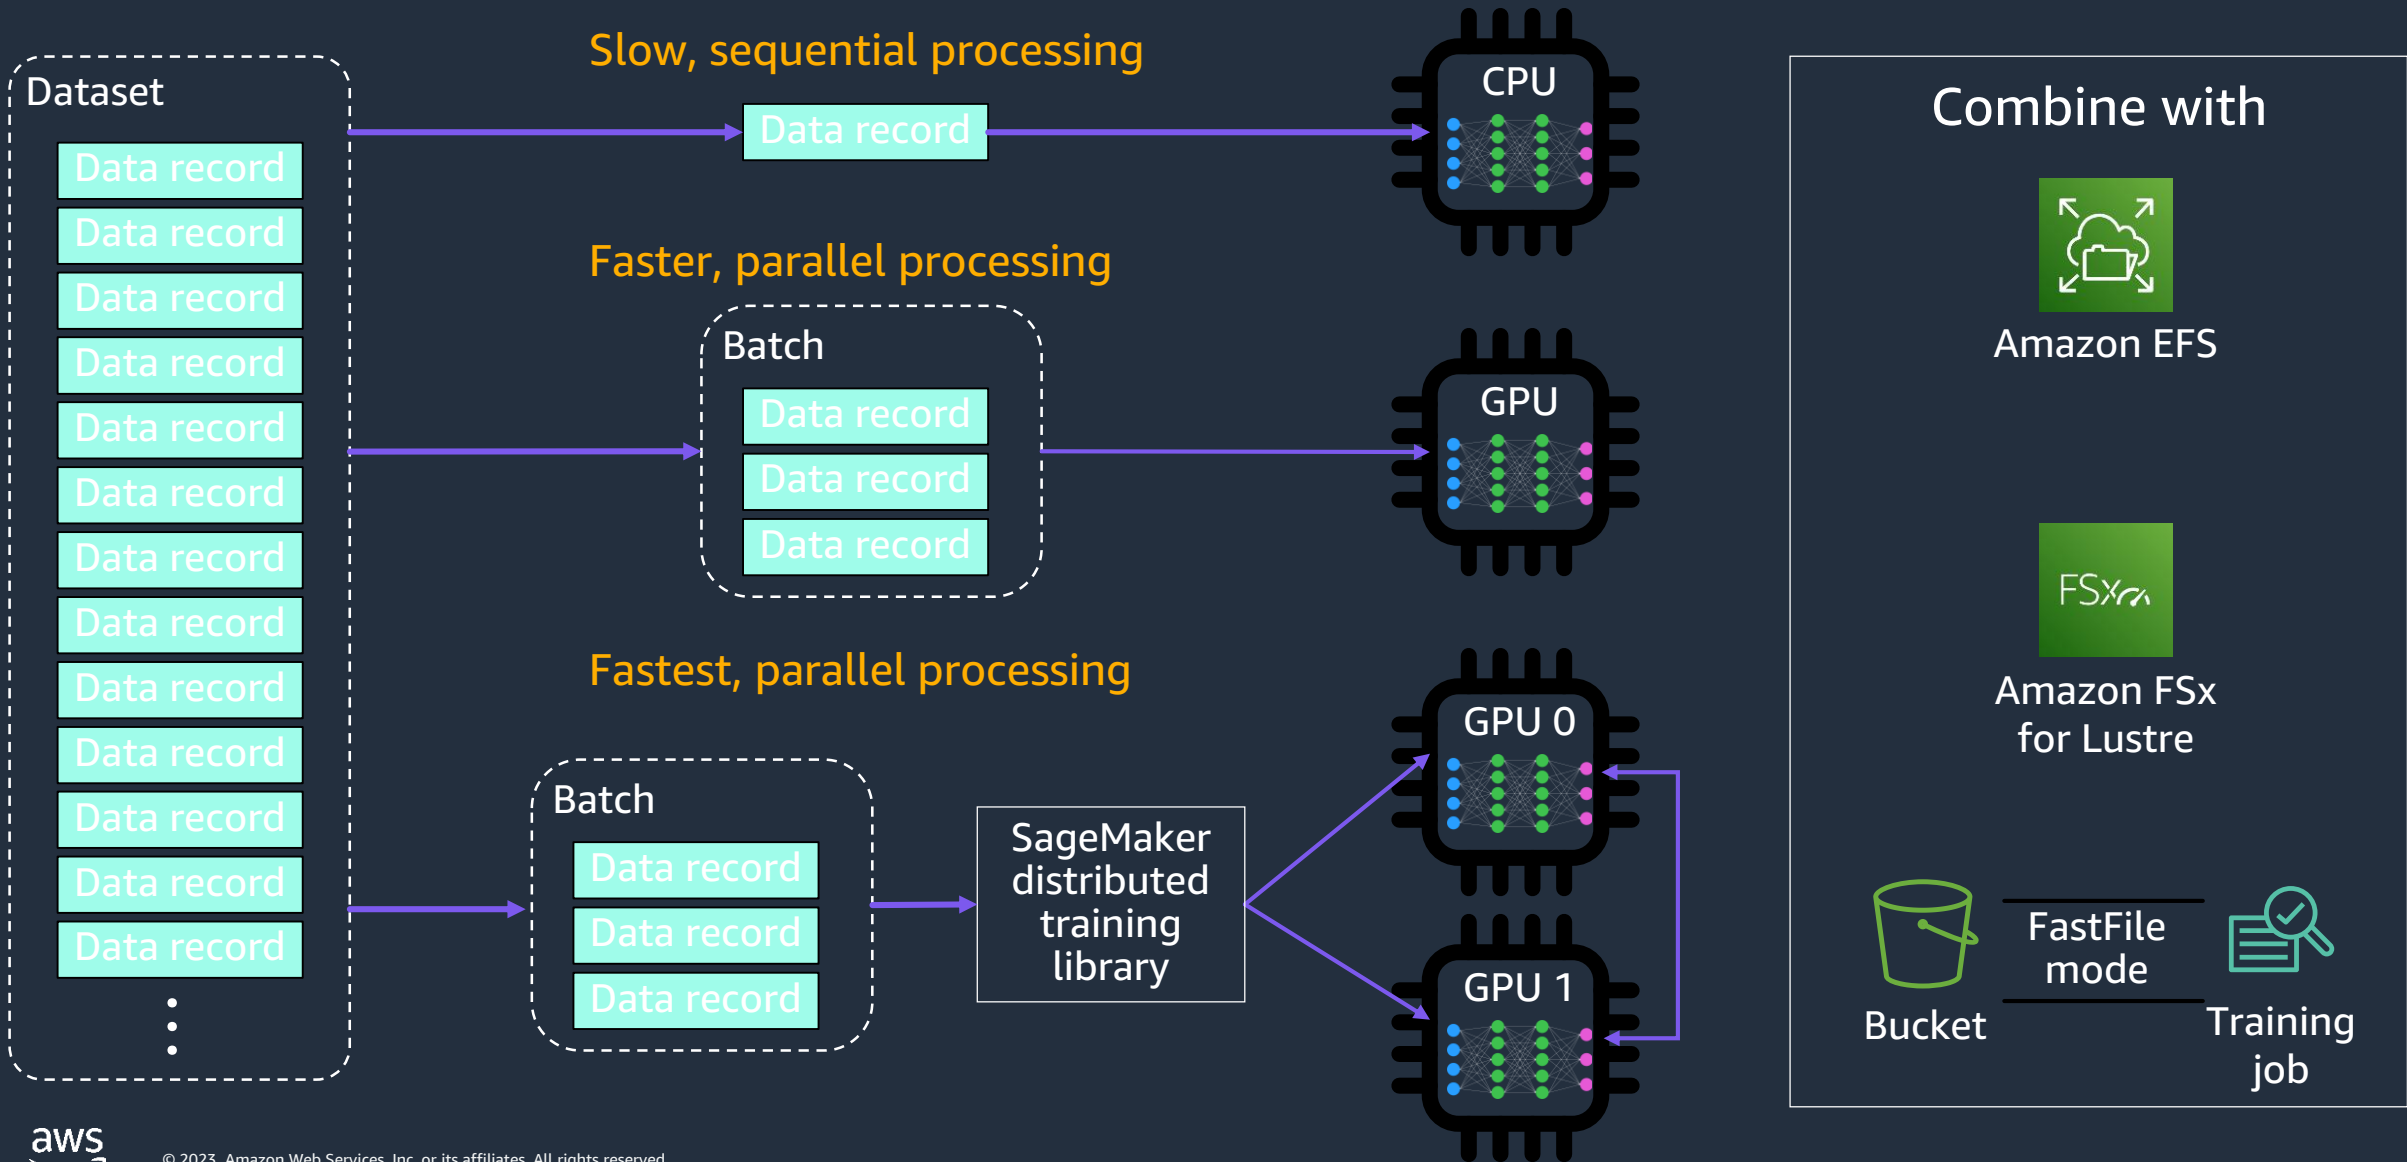 Dataset
Data record
Data record
Data record
Data record
Data record
Data record
Data record
Data record
Data record
Data record
Data record
Data record
Data record
Slow, sequential processing
Data record
CPU
Faster, parallel processing
Batch
Data record
Data record
Data record
GPU
Fastest, parallel processing
Batch
Data record
Data record
Data record
SageMaker
distributed
training
library
GPU 0
GPU 1
Combine with
Amazon EFS
FSx
Amazon FSx
for Lustre
Bucket
FastFile
mode
Training
job
aws
© 2023, Amazon Web Services, Inc. or its affiliates. All rights reserved.